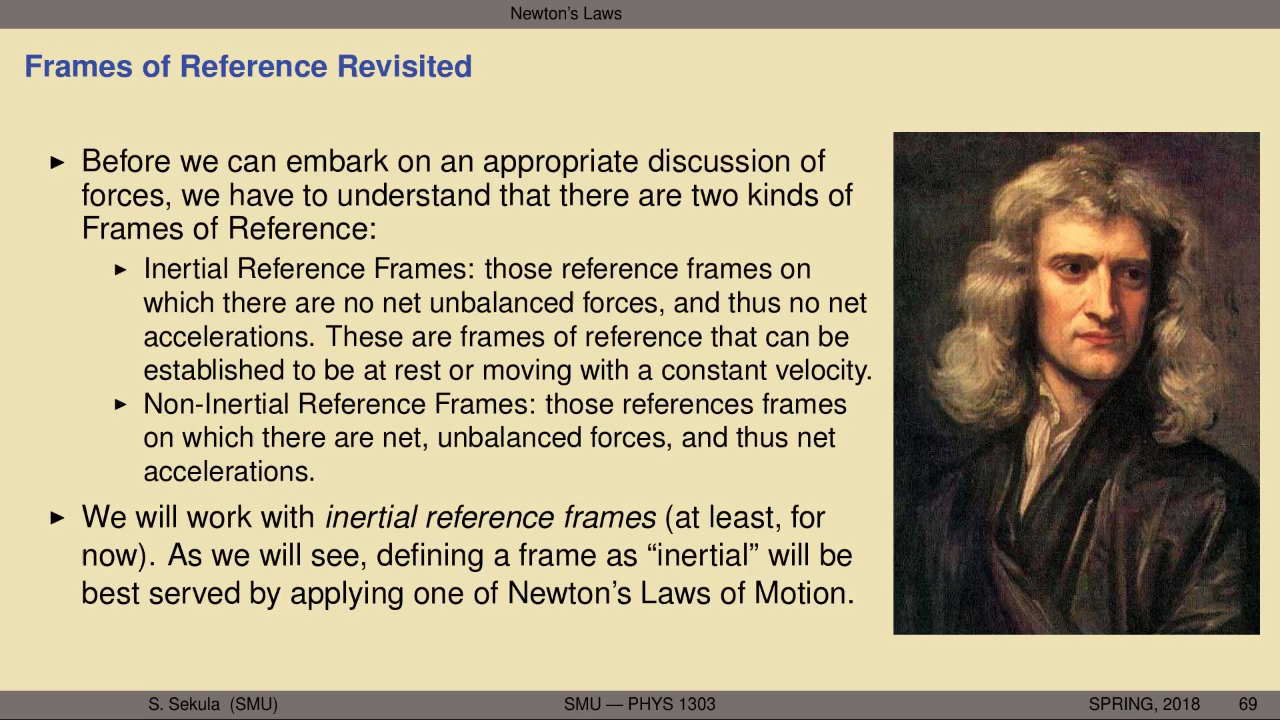 Newton's Laws
Frames of Reference Revisited
▶ Before we can embark on an appropriate discussion of
forces, we have to understand that there are two kinds of
Frames of Reference:
▶ Inertial Reference Frames: those reference frames on
which there are no net unbalanced forces, and thus no net
accelerations. These are frames of reference that can be
established to be at rest or moving with a constant velocity.
▶ Non-Inertial Reference Frames: those references frames
on which there are net, unbalanced forces, and thus net
accelerations.
▶ We will work with inertial reference frames (at least, for
now). As we will see, defining a frame as “inertial” will be
best served by applying one of Newton's Laws of Motion.
S. Sekula (SMU) SMU — PHYS 1303 SPRING, 2018 69